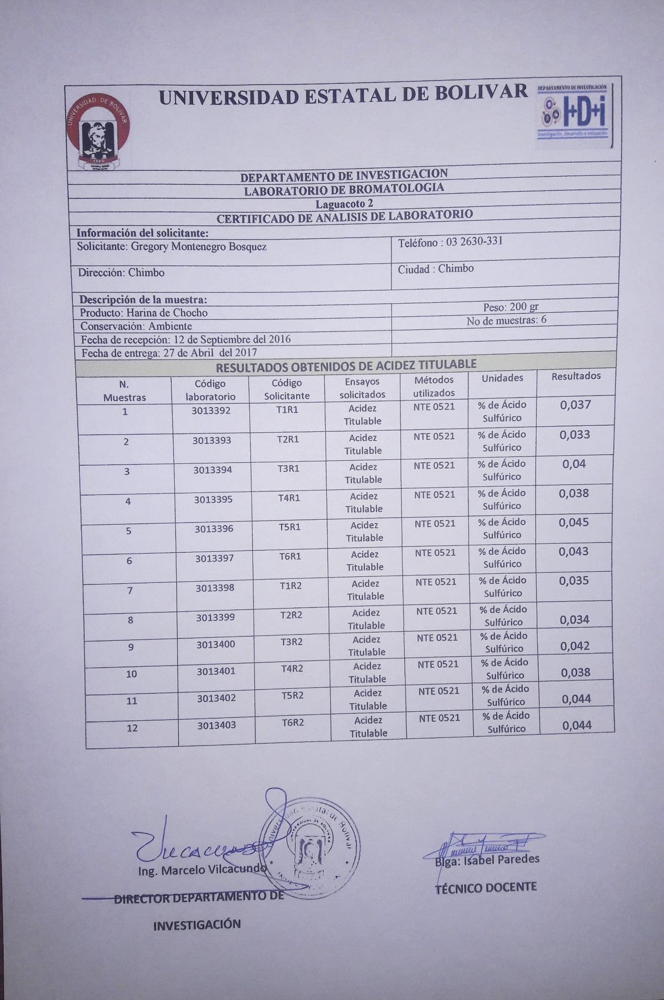 UNIVERSIDAD ESTATAL DE BOLIVAR
UNIVERSIDAD DE BOLIVAR
DEPARTAMENTO DE INVESTIGACIÓN
I+D+i
Investigación, Desarrollo e Innovación
DEPARTAMENTO DE INVESTIGACION
LABORATORIO DE BROMATOLOGIA
Laguacoto 2
CERTIFICADO DE ANALISIS DE LABORATORIO
Información del solicitante:
Solicitante: Gregory Montenegro Bosquez Teléfono : 03 2630-331
Dirección: Chimbo Ciudad : Chimbo
Descripción de la muestra:
Producto: Harina de Chocho Peso: 200 gr
Conservación: Ambiente No de muestras: 6
Fecha de recepción: 12 de Septiembre del 2016
Fecha de entrega: 27 de Abril del 2017
RESULTADOS OBTENIDOS DE ACIDEZ TITULABLE
N. Muestras Código laboratorio Código Solicitante Ensayos solicitados Métodos utilizados Unidades Resultados
1 3013392 T1R1 Acidez Titulable NTE 0521 % de Ácido Sulfúrico 0,037
2 3013393 T2R1 Acidez Titulable NTE 0521 % de Ácido Sulfúrico 0,033
3 3013394 T3R1 Acidez Titulable NTE 0521 % de Ácido Sulfúrico 0,04
4 3013395 T4R1 Acidez Titulable NTE 0521 % de Ácido Sulfúrico 0,038
5 3013396 T5R1 Acidez Titulable NTE 0521 % de Ácido Sulfúrico 0,045
6 3013397 T6R1 Acidez Titulable NTE 0521 % de Ácido Sulfúrico 0,043
7 3013398 T1R2 Acidez Titulable NTE 0521 % de Ácido Sulfúrico 0,035
8 3013399 T2R2 Acidez Titulable NTE 0521 % de Ácido Sulfúrico 0,034
9 3013400 T3R2 Acidez Titulable NTE 0521 % de Ácido Sulfúrico 0,042
10 3013401 T4R2 Acidez Titulable NTE 0521 % de Ácido Sulfúrico 0,038
11 3013402 T5R2 Acidez Titulable NTE 0521 % de Ácido Sulfúrico 0,044
12 3013403 T6R2 Acidez Titulable NTE 0521 % de Ácido Sulfúrico 0,044
Universidad Estatal de Bolivar
Ing. Marcelo Vilcacundo
DIRECTOR DEPARTAMENTO DE
INVESTIGACIÓN
Blga: Isabel Paredes
TÉCNICO DOCENTE